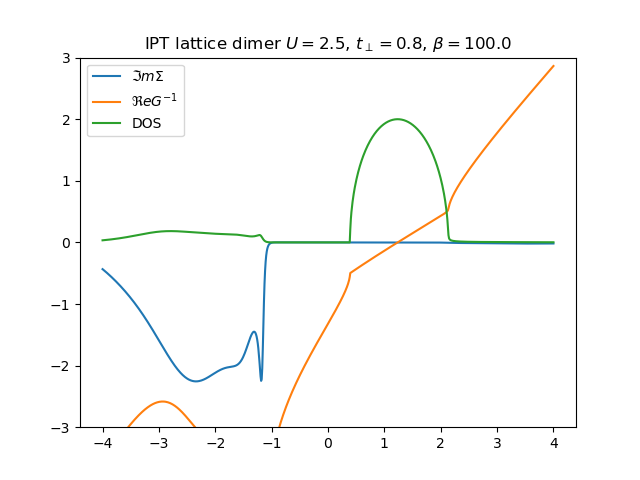 IPT lattice dimer U = 2.5, t⊥ = 0.8, β = 100.0
ℑmΣ
ℜeG⁻¹
DOS
3
2
1
0
−1
−2
−3
−4 −3 −2 −1 0 1 2 3 4